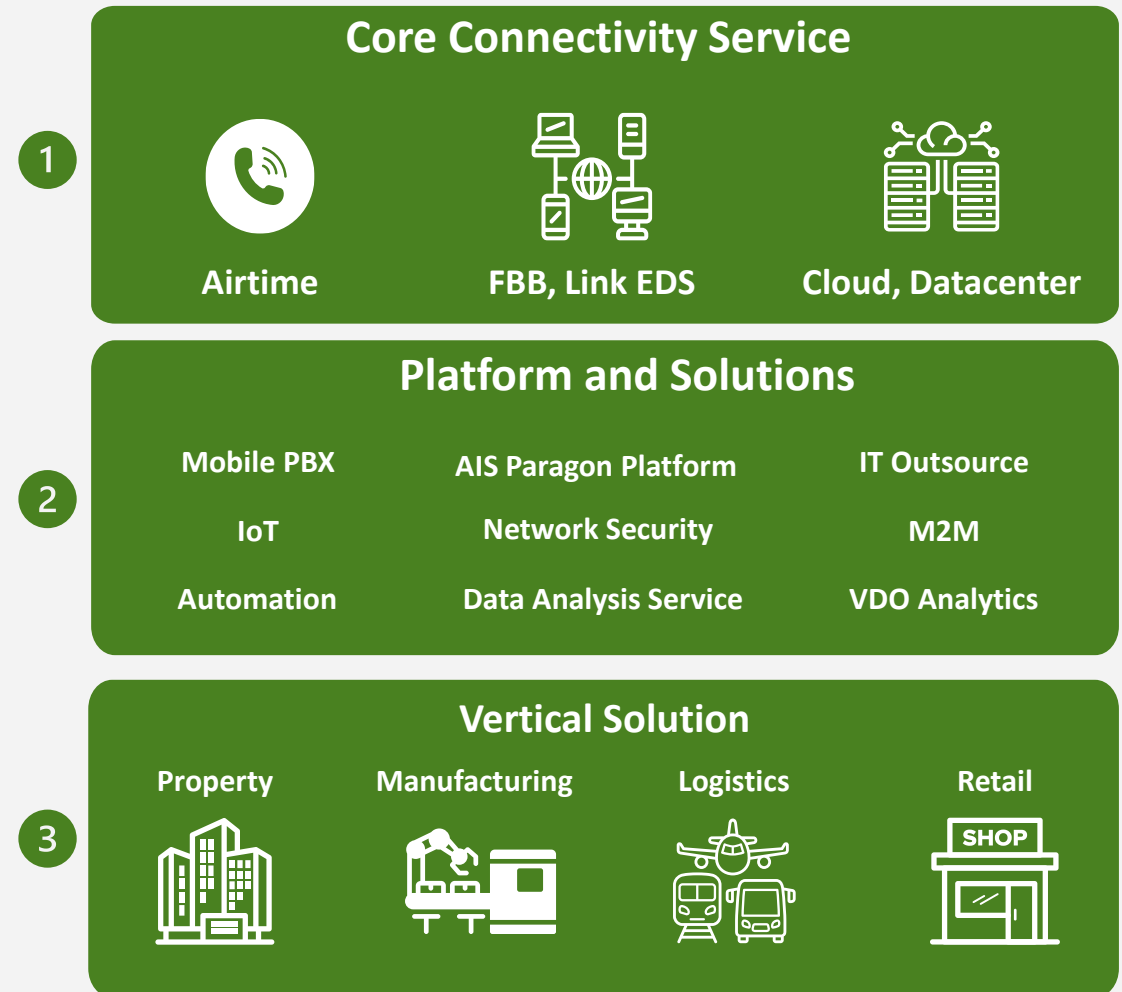 Core Connectivity Service
1
Airtime
FBB, Link EDS
Cloud, Datacenter
Platform and Solutions
2
Mobile PBX
AIS Paragon Platform
IT Outsource
IoT
Network Security
M2M
Automation
Data Analysis Service
VDO Analytics
Vertical Solution
3
Property
Manufacturing
Logistics
Retail
SHOP